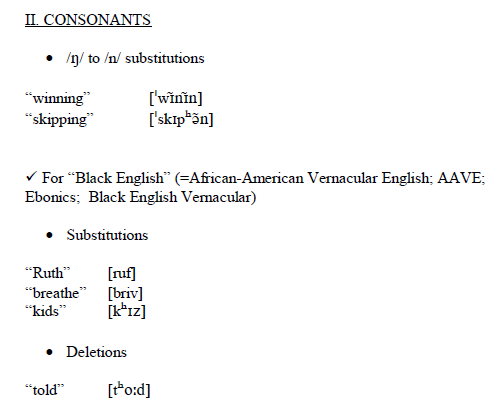 II. CONSONANTS
• /ŋ/ to /n/ substitutions
“winning” [ˈwĩnĩn]
“skipping” [ˈskɪpʰə̃n]
✓ For “Black English” (=African-American Vernacular English; AAVE;
Ebonics; Black English Vernacular)
• Substitutions
“Ruth” [ruf]
“breathe” [briv]
“kids” [kʰɪz]
• Deletions
“told” [tʰo:d]